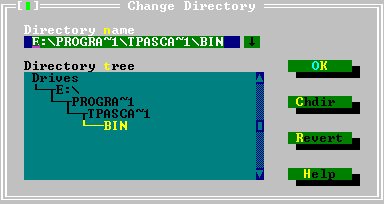 Change Directory
Directory name
E:\PROGRA~1\TPASCA~1\BIN
Directory tree
OK
Drives
E:\
PROGRA~1
Chdir
TPASCA~1
BIN
Revert
Help